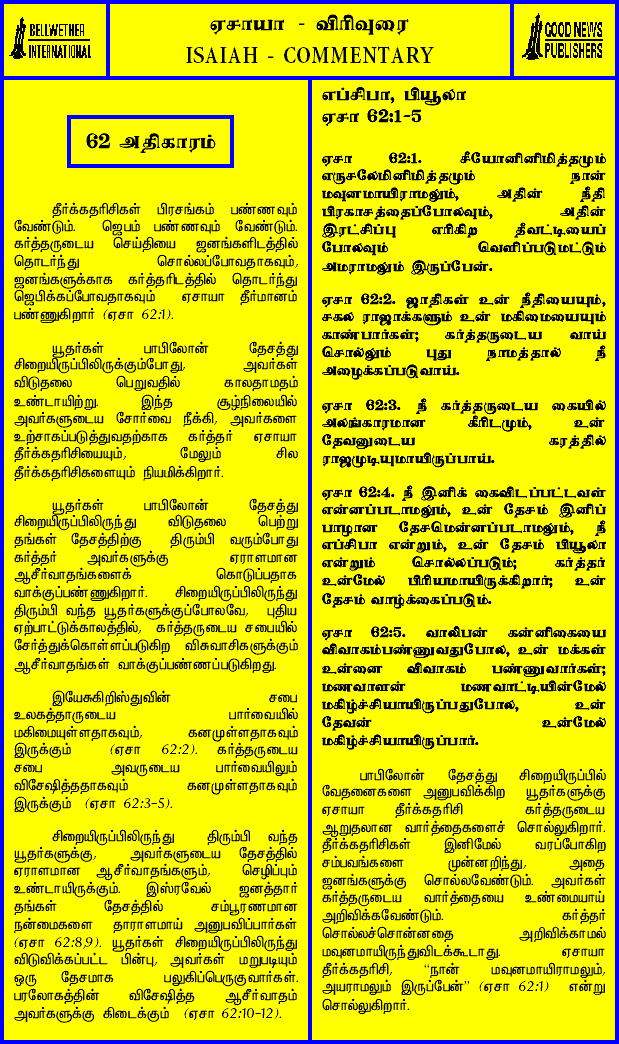 BELLWETHER
INTERNATIONAL
ஏசாயா - விரிவுரை
ISAIAH - COMMENTARY
GOOD NEWS
PUBLISHERS
62 அதிகாரம்
தீர்க்கதரிசிகள் பிரசங்கம் பண்ணவும்
வேண்டும். ஜெபம் பண்ணவும் வேண்டும்.
கர்த்தருடைய செய்தியை ஜனங்களிடத்தில்
தொடர்ந்து சொல்லப்போவதாகவும்,
ஜனங்களுக்காக கர்த்தரிடத்தில் தொடர்ந்து
ஜெபிக்கப்போவதாகவும் ஏசாயா தீர்மானம்
பண்ணுகிறார் (ஏசா 62:1).
யூதர்கள் பாபிலோன் தேசத்து
சிறையிருப்பிலிருக்கும்போது, அவர்கள்
விடுதலை பெறுவதில் காலதாமதம்
உண்டாயிற்று. இந்த சூழ்நிலையில்
அவர்களுடைய சோர்வை நீக்கி, அவர்களை
உற்சாகப்படுத்துவதற்காக கர்த்தர் ஏசாயா
தீர்க்கதரிசியையும், மேலும் சில
தீர்க்கதரிசிகளையும் நியமிக்கிறார்.
யூதர்கள் பாபிலோன் தேசத்து
சிறையிருப்பிலிருந்து விடுதலை பெற்று
தங்கள் தேசத்திற்கு திரும்பி வரும்போது
கர்த்தர் அவர்களுக்கு ஏராளமான
ஆசீர்வாதங்களைக் கொடுப்பதாக
வாக்குப்பண்ணுகிறார். சிறையிருப்பிலிருந்து
திரும்பி வந்த யூதர்களுக்குப்போலவே, புதிய
ஏற்பாட்டுக்காலத்தில், கர்த்தருடைய சபையில்
சேர்த்துக்கொள்ளப்படுகிற விசுவாசிகளுக்கும்
ஆசீர்வாதங்கள் வாக்குப்பண்ணப்படுகிறது.
இயேசுகிறிஸ்துவின் சபை
உலகத்தாருடைய பார்வையில்
மகிமையுள்ளதாகவும், கனமுள்ளதாகவும்
இருக்கும் (ஏசா 62:2). கர்த்தருடைய
சபை அவருடைய பார்வையிலும்
விசேஷித்ததாகவும் கனமுள்ளதாகவும்
இருக்கும் (ஏசா 62:3-5).
சிறையிருப்பிலிருந்து திரும்பி வந்த
யூதர்களுக்கு, அவர்களுடைய தேசத்தில்
ஏராளமான ஆசீர்வாதங்களும், செழிப்பும்
உண்டாயிருக்கும். இஸ்ரவேல் ஜனத்தார்
தங்கள் தேசத்தில் சம்பூரணமான
நன்மைகளை தாராளமாய் அனுபவிப்பார்கள்
(ஏசா 62:8,9). யூதர்கள் சிறையிருப்பிலிருந்து
விடுவிக்கப்பட்ட பின்பு, அவர்கள் மறுபடியும்
ஒரு தேசமாக பலுகிப்பெருகுவார்கள்.
பரலோகத்தின் விசேஷித்த ஆசீர்வாதம்
அவர்களுக்கு கிடைக்கும் (ஏசா 62:10-12).
எப்சிபா, பியூலா
ஏசா 62:1-5
ஏசா 62:1. சீயோனினிமித்தமும்
எருசலேமினிமித்தமும் நான்
மவுனமாயிராமலும், அதின் நீதி
பிரகாசத்தைப்போலவும், அதின்
இரட்சிப்பு எரிகிற தீவட்டியைப்
போலவும் வெளிப்படுமட்டும்
அமராமலும் இருப்பேன்.
ஏசா 62:2. ஜாதிகள் உன் நீதியையும்,
சகல ராஜாக்களும் உன் மகிமையையும்
காண்பார்கள்; கர்த்தருடைய வாய்
சொல்லும் புது நாமத்தால் நீ
அழைக்கப்படுவாய்.
ஏசா 62:3. நீ கர்த்தருடைய கையில்
அலங்காரமான கிரீடமும், உன்
தேவனுடைய கரத்தில்
ராஜமுடியுமாயிருப்பாய்.
ஏசா 62:4. நீ இனிக் கைவிடப்பட்டவள்
என்னப்படாமலும், உன் தேசம் இனிப்
பாழான தேசமென்னப்படாமலும், நீ
எப்சிபா என்றும், உன் தேசம் பியூலா
என்றும் சொல்லப்படும்; கர்த்தர்
உன்மேல் பிரியமாயிருக்கிறார்; உன்
தேசம் வாழ்க்கைப்படும்.
ஏசா 62:5. வாலிபன் கன்னிகையை
விவாகம்பண்ணுவதுபோல, உன் மக்கள்
உன்னை விவாகம் பண்ணுவார்கள்;
மணவாளன் மணவாட்டியின்மேல்
மகிழ்ச்சியாயிருப்பதுபோல, உன்
தேவன் உன்மேல்
மகிழ்ச்சியாயிருப்பார்.
பாபிலோன் தேசத்து சிறையிருப்பில்
வேதனைகளை அனுபவிக்கிற யூதர்களுக்கு
ஏசாயா தீர்க்கதரிசி கர்த்தருடைய
ஆறுதலான வார்த்தைகளைச் சொல்லுகிறார்.
தீர்க்கதரிசிகள் இனிமேல் வரப்போகிற
சம்பவங்களை முன்னறிந்து, அதை
ஜனங்களுக்கு சொல்லவேண்டும். அவர்கள்
கர்த்தருடைய வார்த்தையை உண்மையாய்
அறிவிக்கவேண்டும். கர்த்தர்
சொல்லச்சொன்னதை அறிவிக்காமல்
மவுனமாயிருந்துவிடக்கூடாது. ஏசாயா
தீர்க்கதரிசி, “நான் மவுனமாயிராமலும்,
அயராமலும் இருப்பேன்” (ஏசா 62:1) என்று
சொல்லுகிறார்.